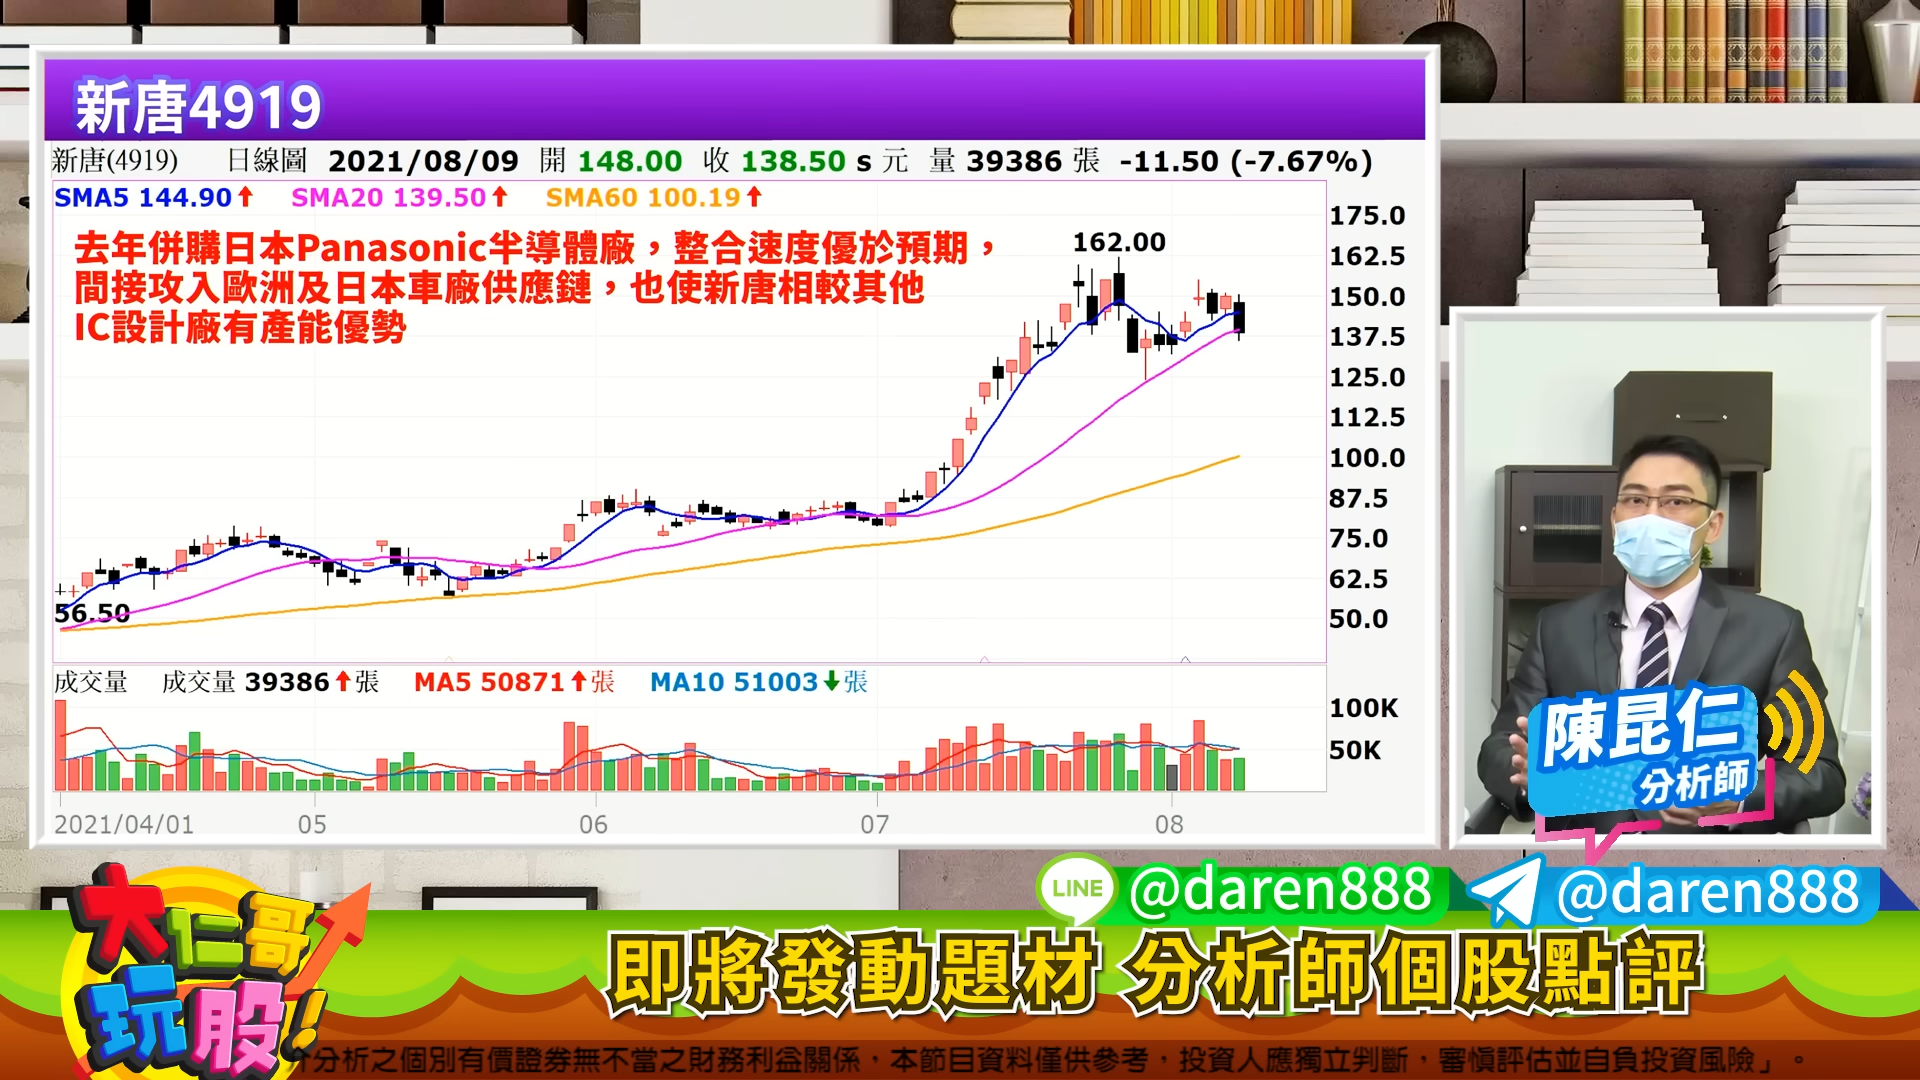 新唐4919
新唐(4919) 日線圖 2021/08/09 開 148.00 收 138.50 s 元 量 39386 張 -11.50 (-7.67%)
SMA5 144.90↑ SMA20 139.50↑ SMA60 100.19↑
去年併購日本Panasonic半導體廠，整合速度優於預期，
間接攻入歐洲及日本車廠供應鏈，也使新唐相較其他
IC設計廠有產能優勢
162.00
56.50
175.0
162.5
150.0
137.5
125.0
112.5
100.0
87.5
75.0
62.5
50.0
成交量 成交量 39386↑張 MA5 50871↑張 MA10 51003↓張
100K
50K
2021/04/01 05 06 07 08
陳昆仁
分析師
LINE @daren888 @daren888
大仁哥
玩股!
即將發動題材 分析師個股點評
介分析之個別有價證券無不當之財務利益關係，本節目資料僅供參考，投資人應獨立判斷，審慎評估並自負投資風險」。